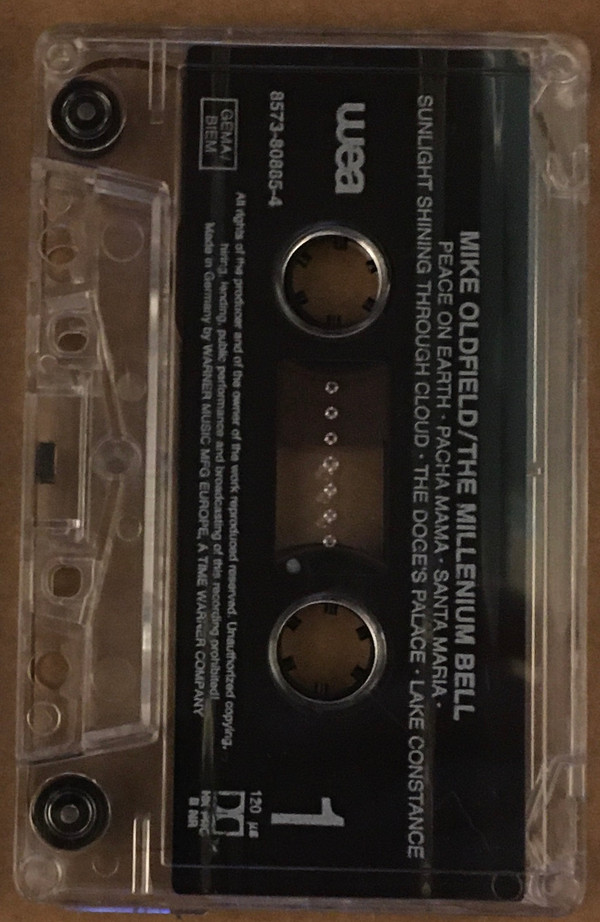 MIKE OLDFIELD/THE MILLENIUM BELL
PEACE ON EARTH · PACHA MAMA · SANTA MARIA ·
SUNLIGHT SHINING THROUGH CLOUD · THE DOGE'S PALACE · LAKE CONSTANCE
wea
1
8573-80885-4
GEMA/
BIEM
All rights of the producer and of the owner of the work reproduced reserved. Unauthorized copying,
hiring, lending, public performance and broadcasting of this recording prohibited!
Made in Germany by WARNER MUSIC MFG EUROPE, A TIME WARNER COMPANY
120 µs
HX PRO
B NR